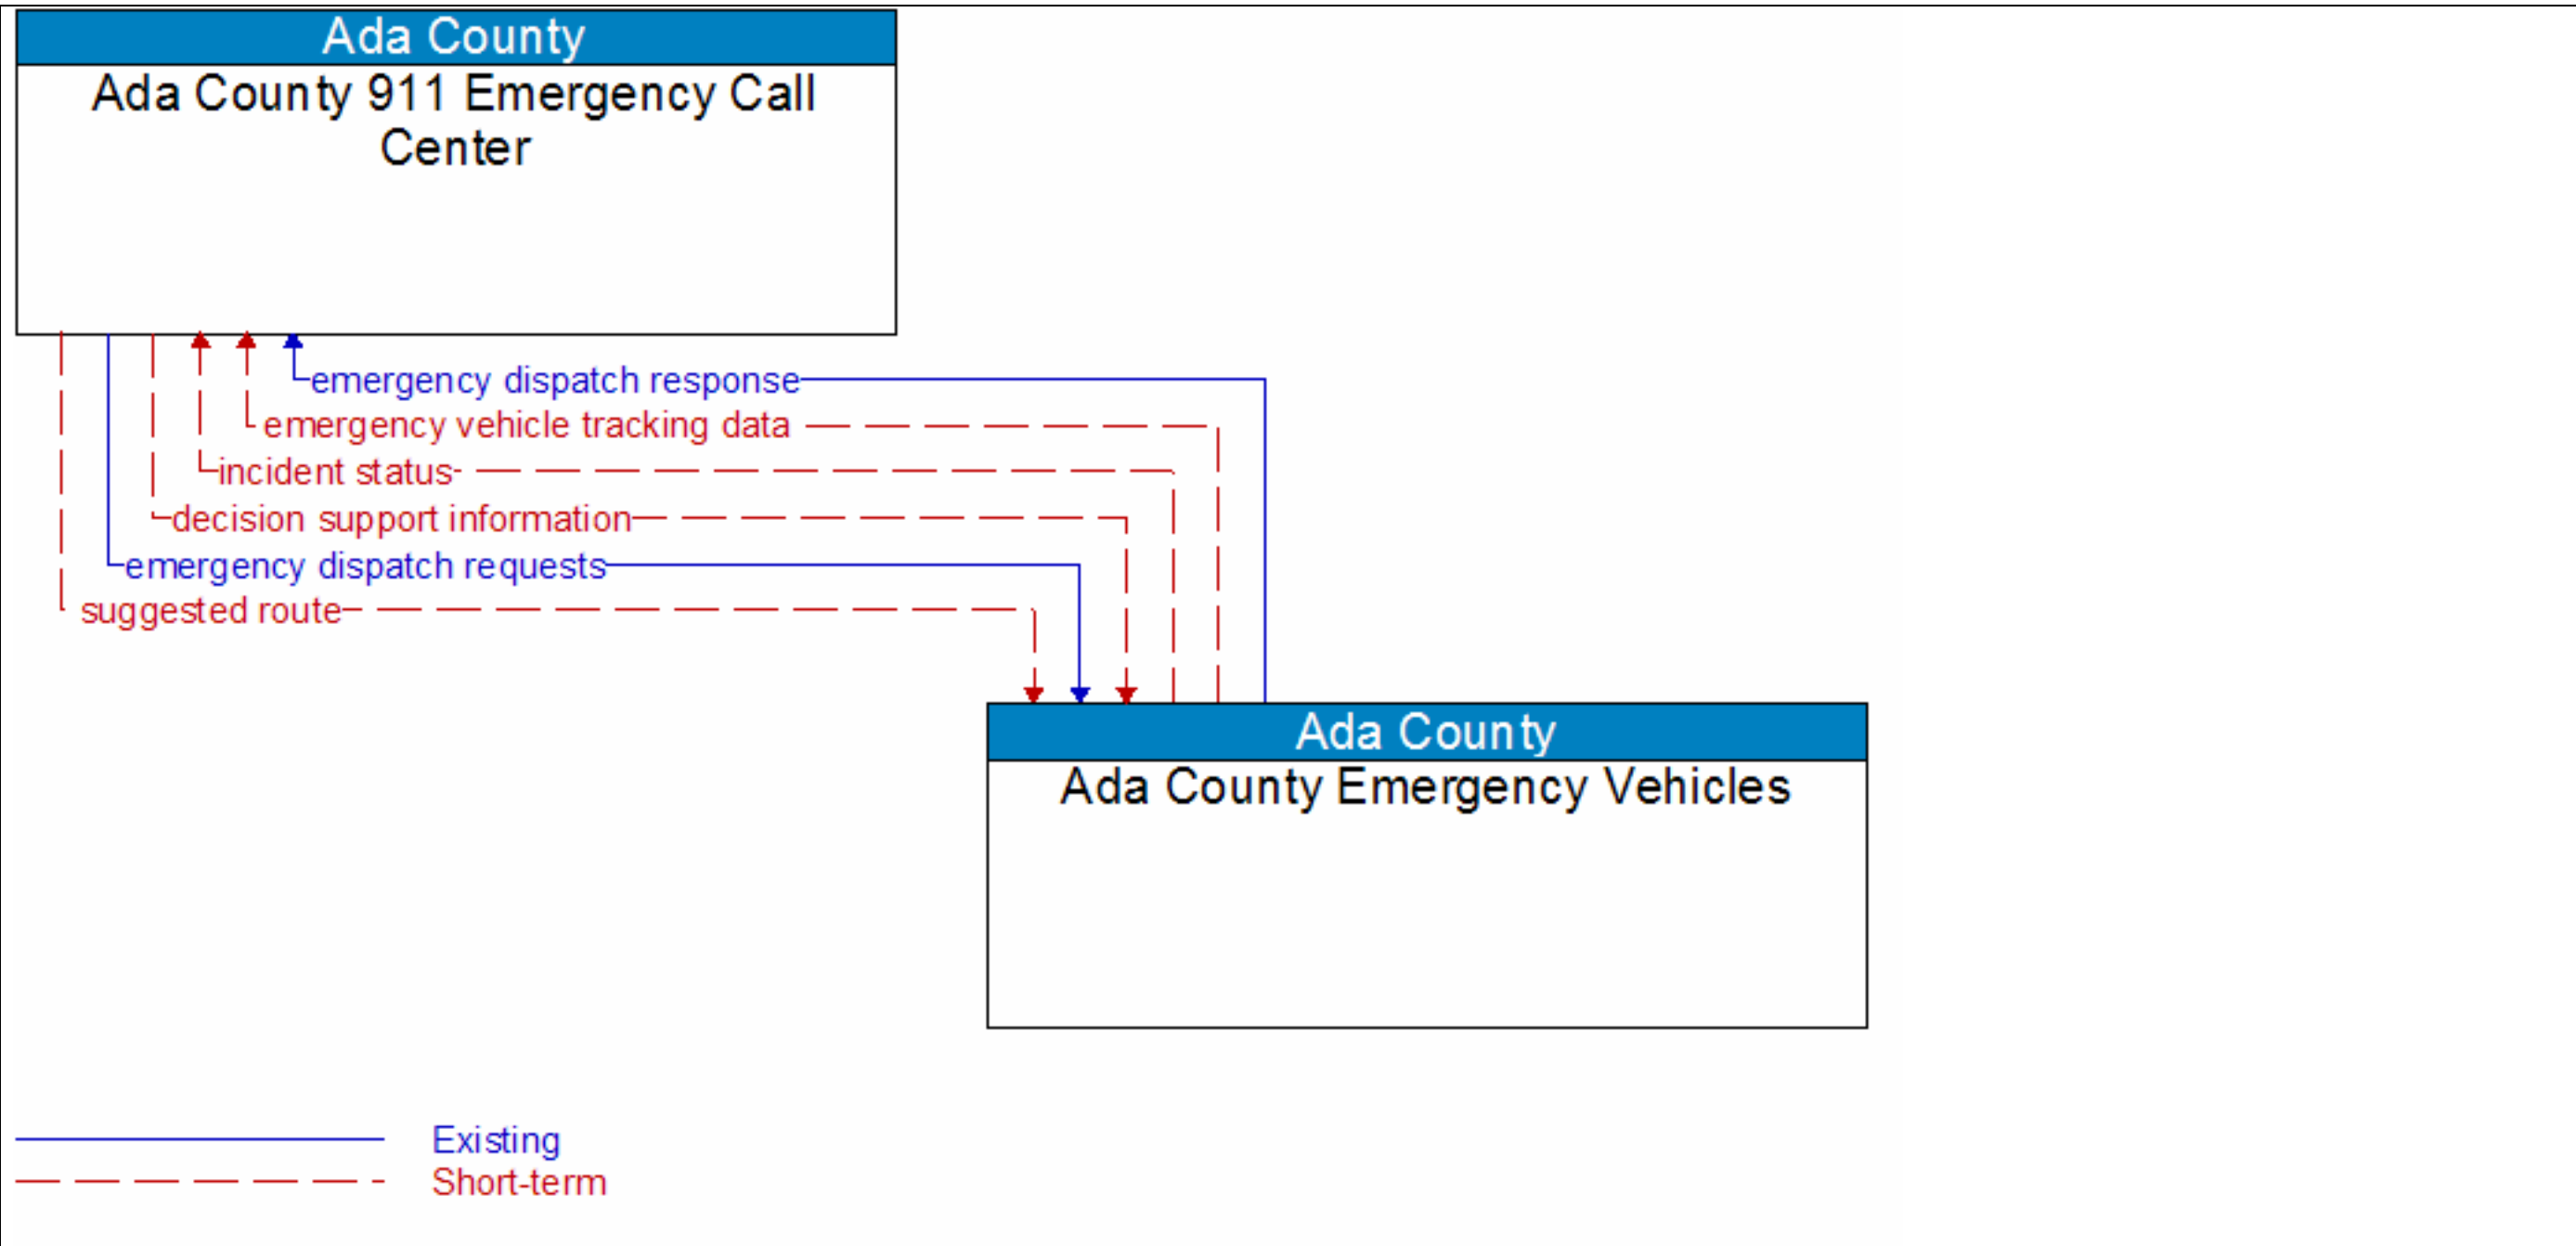 Ada County
Ada County 911 Emergency Call
Center
emergency dispatch response
emergency vehicle tracking data
incident status
decision support information
emergency dispatch requests
suggested route
Ada County
Ada County Emergency Vehicles
Existing
Short-term